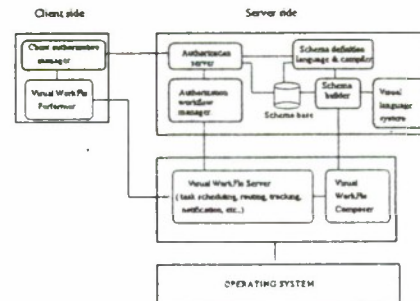 Client side
Server side
Client authorization
manager
Visual WorkFlo
Performer
Authorization
server
Authorization
workflow
manager
Schema definition
language & compiler
Schema base
Schema
builder
Visual
language
system
Visual WorkFlo Server
( task scheduling, routing, tracking,
notification, etc.)
Visual
WorkFlo
Composer
OPERATING SYSTEM